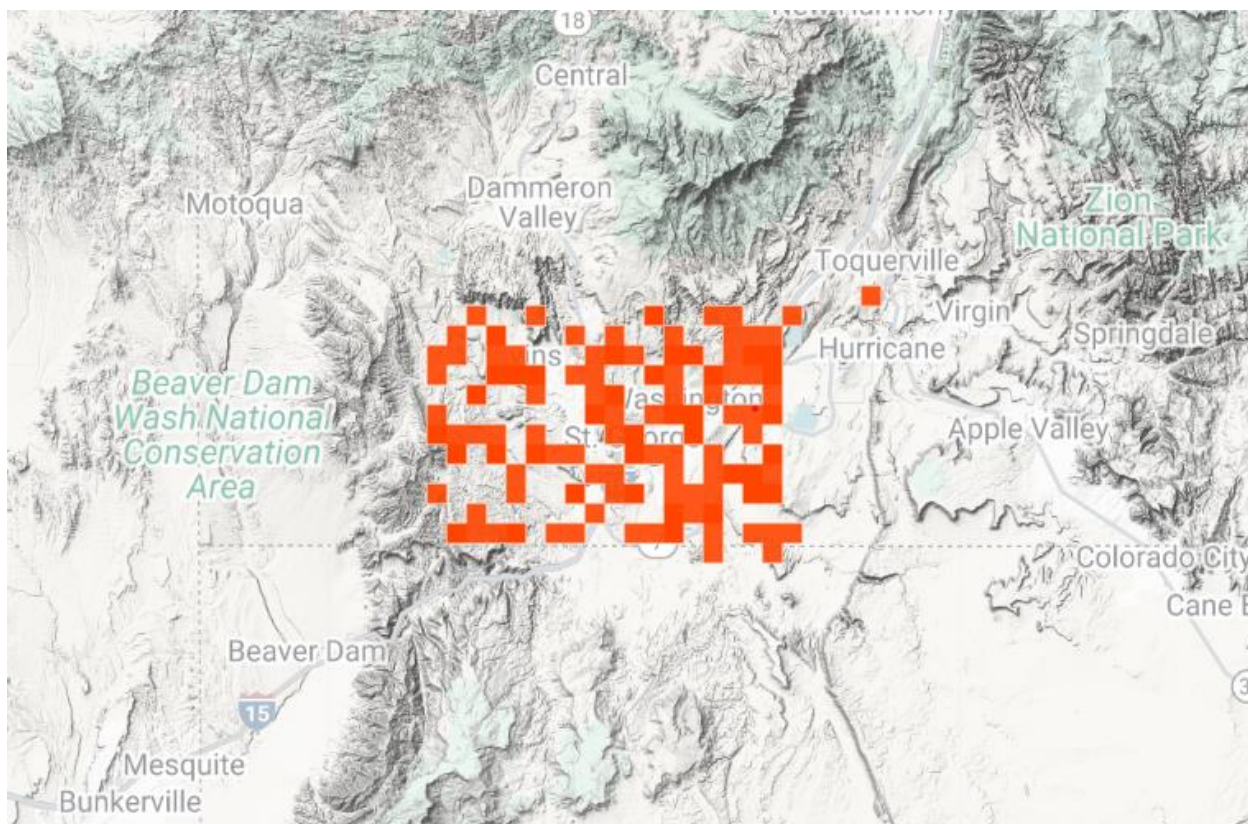 18
Central
Dammeron
Valley
Motoqua
Zion
National Park
Toquerville
Virgin
Springdale
Hurricane
Beaver Dam
Wash National
Conservation
Area
Apple Valley
Colorado City
Beaver Dam
15
Mesquite
Bunkerville